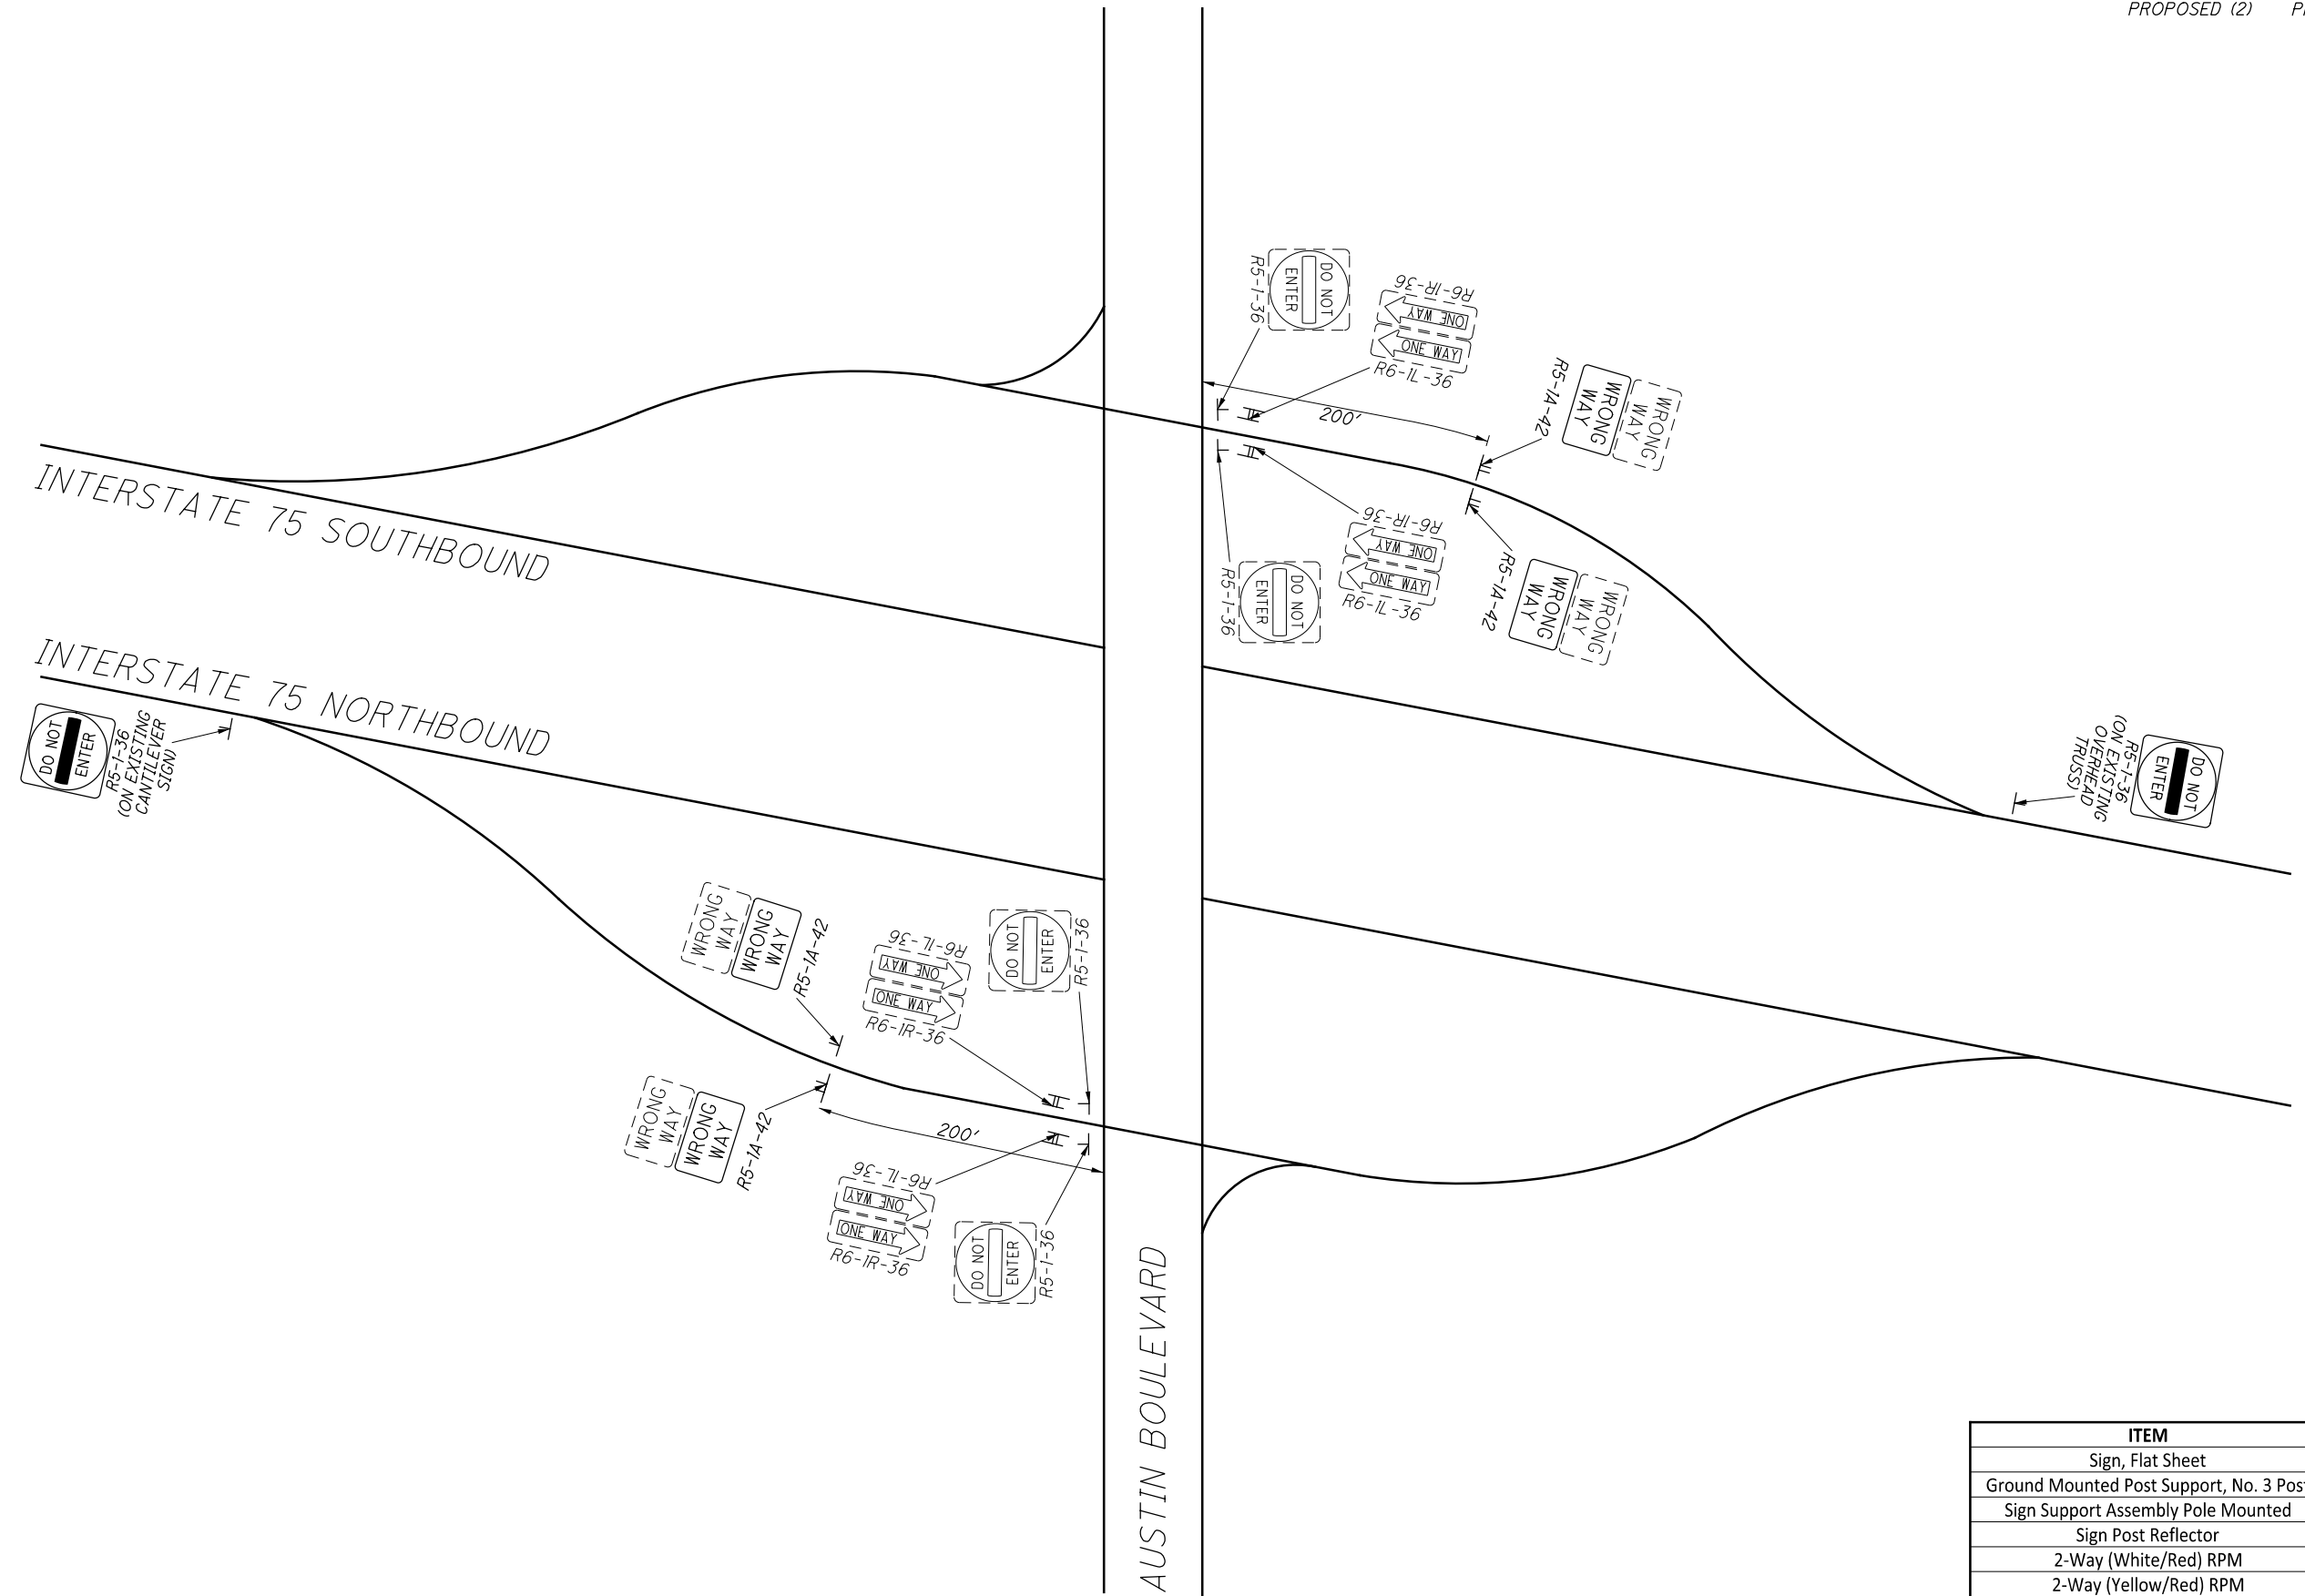 PROPOSED (2)
R5-1-36
DO NOT
ENTER
R6-1R-36
ONE WAY
ONE WAY
R6-1L-36
200'
R5-1A-42
WRONG
WAY
WRONG
WAY
INTERSTATE 75 SOUTHBOUND
R6-1R-36
ONE WAY
ONE WAY
R6-1L-36
R5-1-36
DO NOT
ENTER
R5-1A-42
WRONG
WAY
WRONG
WAY
INTERSTATE 75 NORTHBOUND
DO NOT
ENTER
R5-1-36
(ON EXISTING
CANTILEVER
SIGN)
DO NOT
ENTER
R5-1-36
(ON EXISTING
OVERHEAD
TRUSS)
WRONG
WAY
WRONG
WAY
R5-1A-42
R6-1L-36
ONE WAY
ONE WAY
R6-1R-36
DO NOT
ENTER
R5-1-36
WRONG
WAY
WRONG
WAY
R5-1A-42
200'
R6-1L-36
ONE WAY
ONE WAY
R6-1R-36
DO NOT
ENTER
R5-1-36
AUSTIN BOULEVARD
ITEM
Sign, Flat Sheet
Ground Mounted Post Support, No. 3 Post
Sign Support Assembly Pole Mounted
Sign Post Reflector
2-Way (White/Red) RPM
2-Way (Yellow/Red) RPM